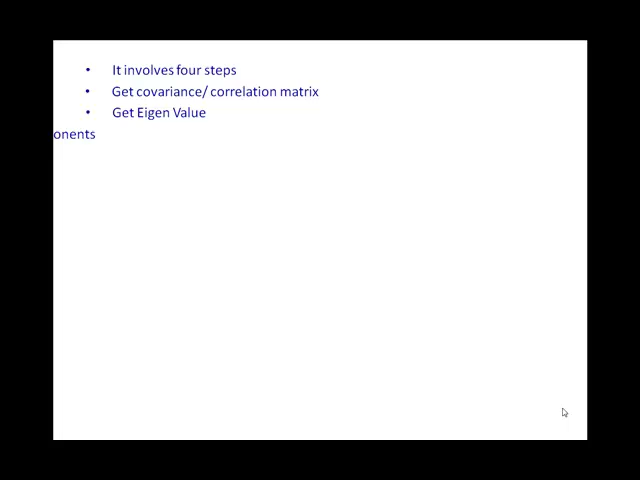 • It involves four steps
• Get covariance/ correlation matrix
• Get Eigen Value
onents